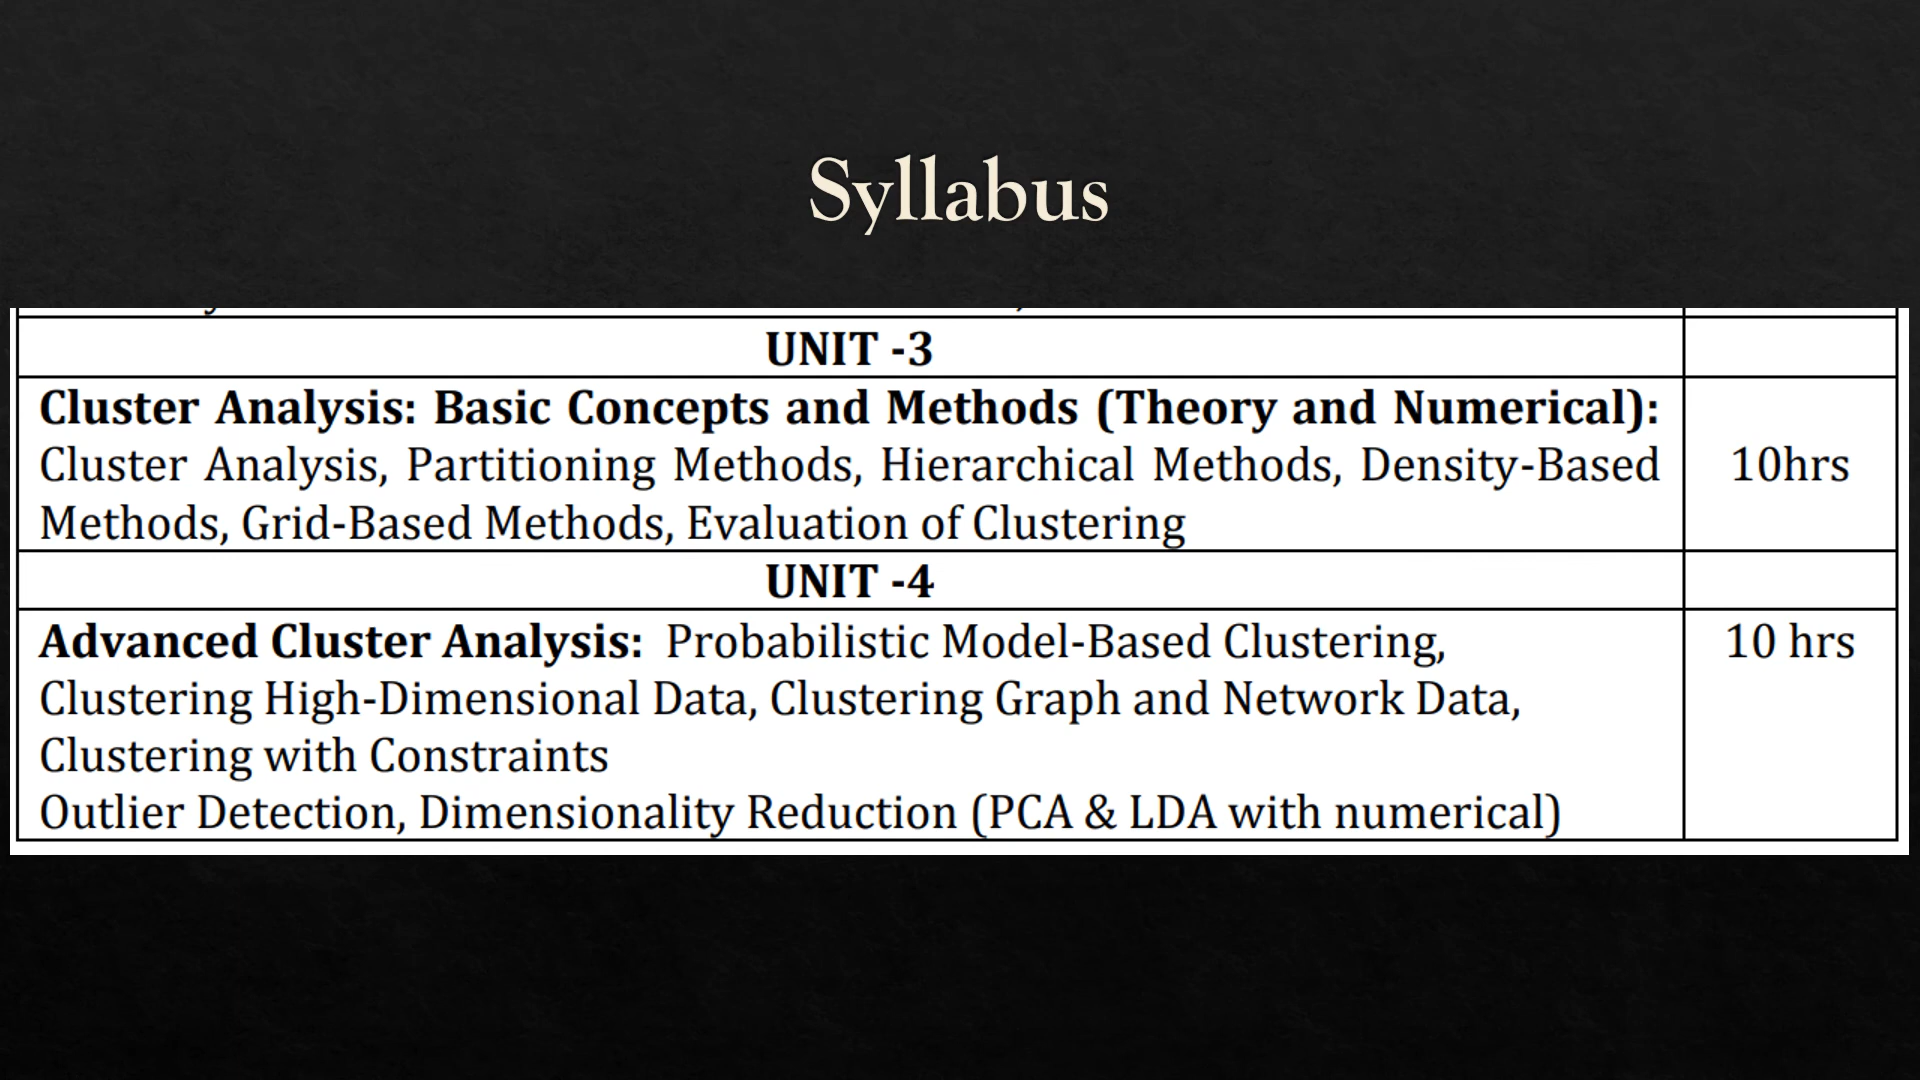 Syllabus
UNIT -3
Cluster Analysis: Basic Concepts and Methods (Theory and Numerical):
Cluster Analysis, Partitioning Methods, Hierarchical Methods, Density-Based
Methods, Grid-Based Methods, Evaluation of Clustering
10hrs
UNIT -4
Advanced Cluster Analysis: Probabilistic Model-Based Clustering,
Clustering High-Dimensional Data, Clustering Graph and Network Data,
Clustering with Constraints
Outlier Detection, Dimensionality Reduction (PCA & LDA with numerical)
10 hrs